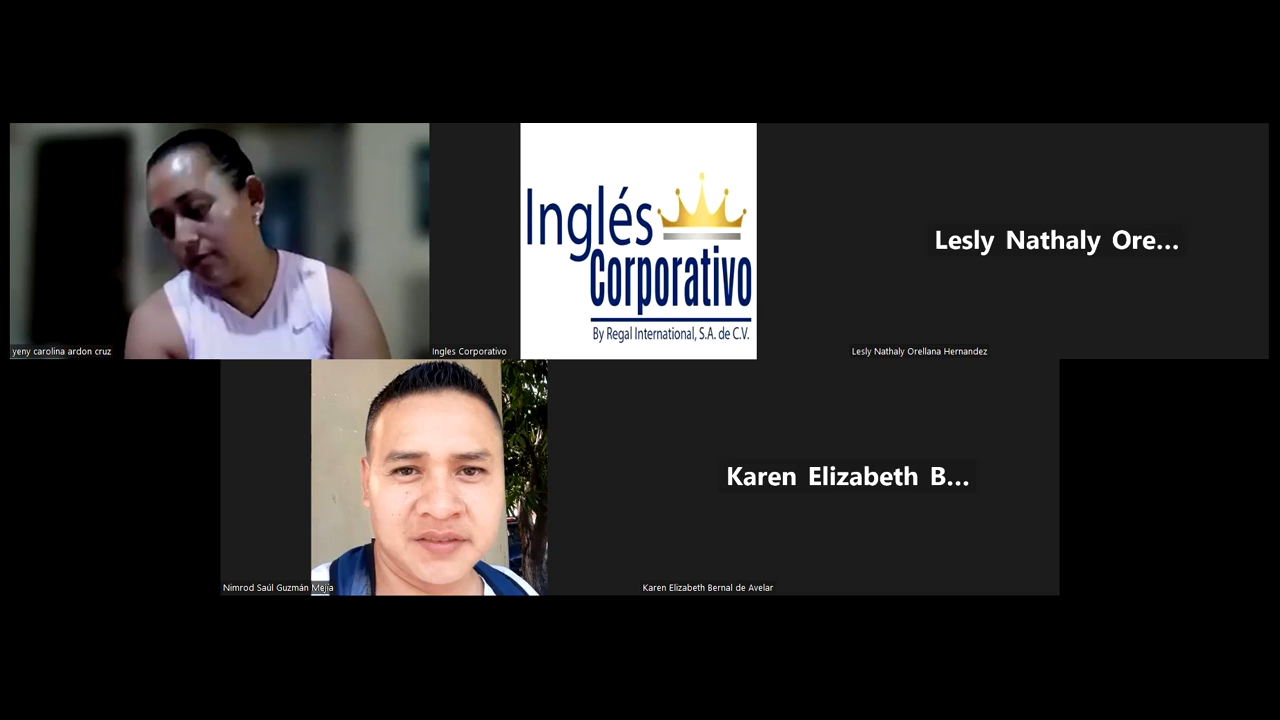 Inglés
Corporativo
By Regal International, S.A. de C.V.
Lesly Nathaly Ore...
yeny carolina ardon cruz
Ingles Corporativo
Lesly Nathaly Orellana Hernandez
Karen Elizabeth B...
Nimrod Saúl Guzmán Mejía
Karen Elizabeth Bernal de Avelar